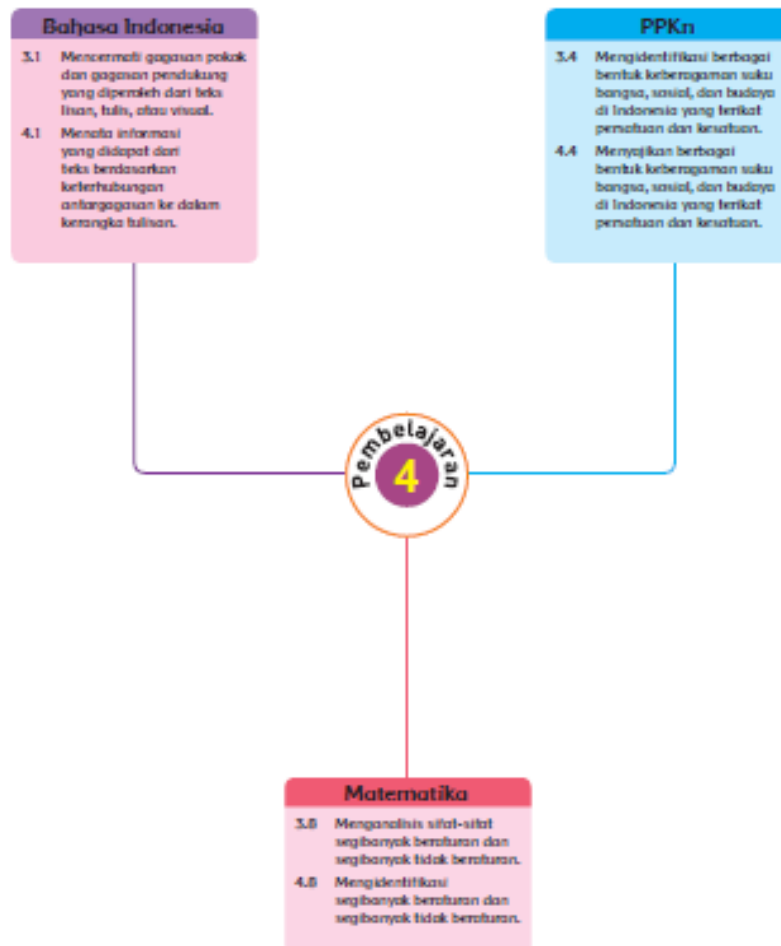 Bahasa Indonesia
3.1 Mencermati gagasan pokok
dan gagasan pendukung
yang diperoleh dari teks
lisan, tulis, atau visual.
4.1 Menata informasi
yang didapat dari
teks berdasarkan
keterhubungan
antargagasan ke dalam
kerangka tulisan.
PPKn
3.4 Mengidentifikasi berbagai
bentuk keberagaman suku
bangsa, sosial, dan budaya
di Indonesia yang terikat
persatuan dan kesatuan.
4.4 Menyajikan berbagai
bentuk keberagaman suku
bangsa, sosial, dan budaya
di Indonesia yang terikat
persatuan dan kesatuan.
Pembelajaran
4
Matematika
3.8 Menganalisis sifat-sifat
segibanyak beraturan dan
segibanyak tidak beraturan.
4.8 Mengidentifikasi
segibanyak beraturan dan
segibanyak tidak beraturan.